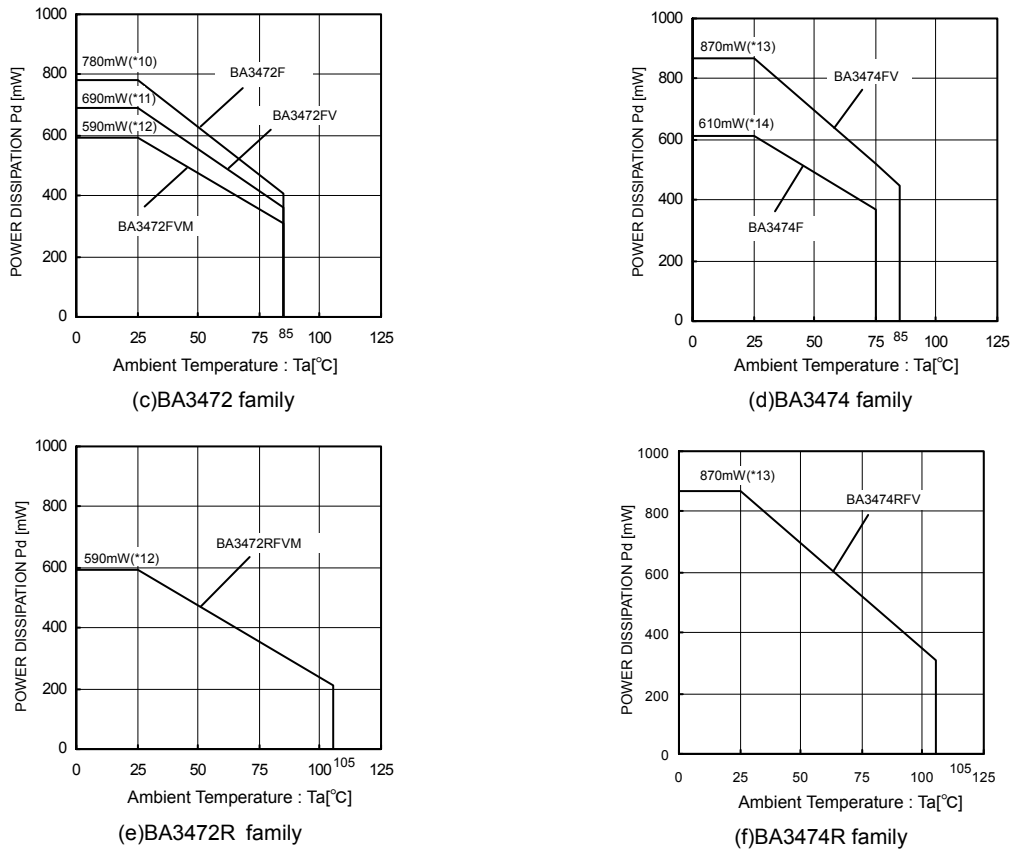 POWER DISSIPATION Pd [mW]
1000
800
600
400
200
0
780mW(*10)
690mW(*11)
590mW(*12)
BA3472F
BA3472FV
BA3472FVM
0 25 50 75 85 100 125
Ambient Temperature : Ta[°C]
(c)BA3472 family
POWER DISSIPATION Pd [mW]
1000
800
600
400
200
0
870mW(*13)
610mW(*14)
BA3474FV
BA3474F
0 25 50 75 85 100 125
Ambient Temperature : Ta[°C]
(d)BA3474 family
POWER DISSIPATION Pd [mW]
1000
800
600
400
200
0
590mW(*12)
BA3472RFVM
0 25 50 75 100 105 125
Ambient Temperature : Ta[°C]
(e)BA3472R family
POWER DISSIPATION Pd [mW]
1000
800
600
400
200
0
870mW(*13)
BA3474RFV
0 25 50 75 100 105 125
Ambient Temperature : Ta[°C]
(f)BA3474R family